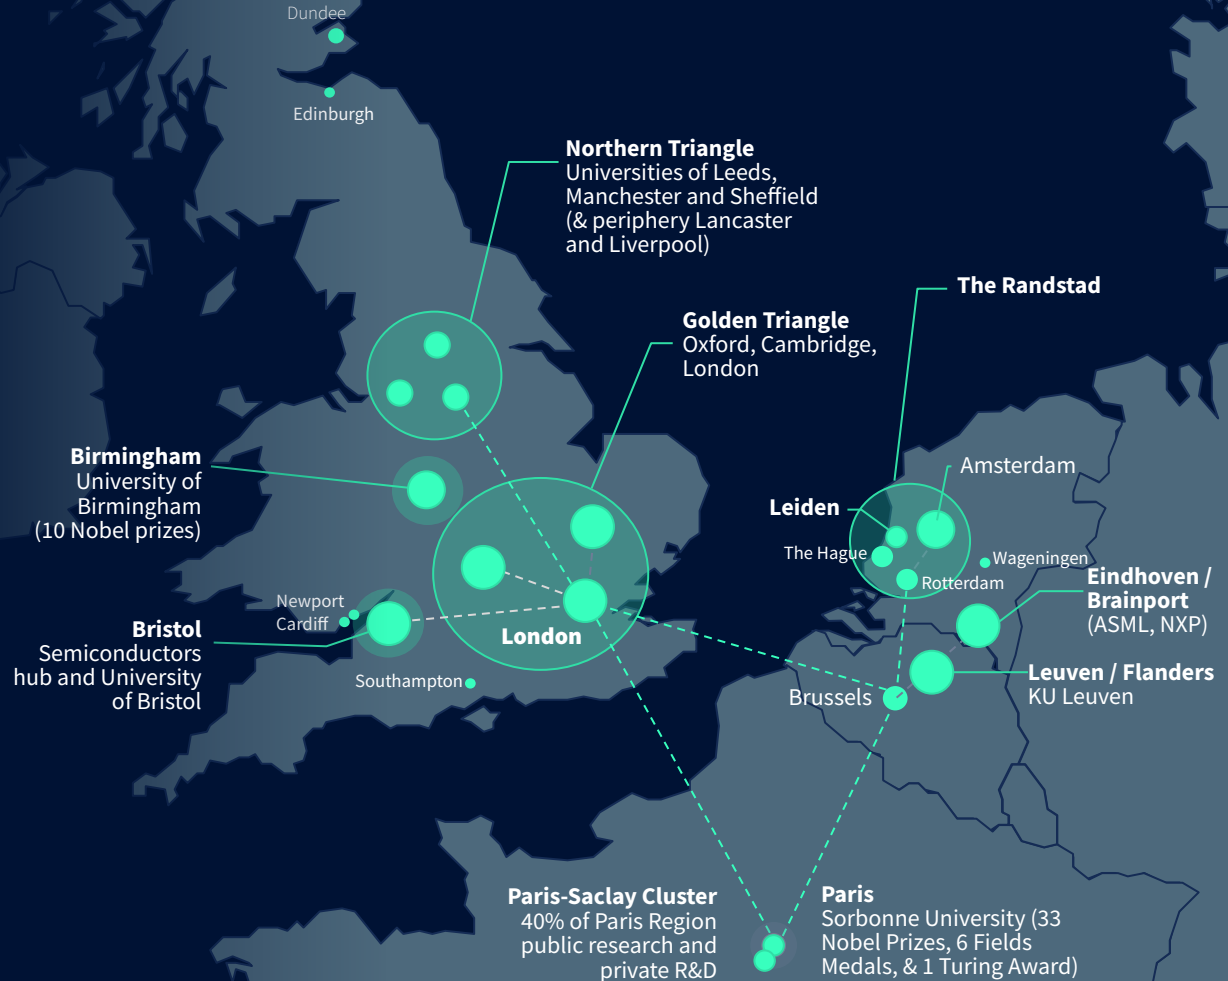 Dundee
Edinburgh
Northern Triangle
Universities of Leeds,
Manchester and Sheffield
(& periphery Lancaster
and Liverpool)
The Randstad
Golden Triangle
Oxford, Cambridge,
London
Birmingham
University of
Birmingham
(10 Nobel prizes)
Amsterdam
Leiden
The Hague
Wageningen
Rotterdam
Eindhoven /
Brainport
(ASML, NXP)
Newport
Cardiff
Bristol
Semiconductors
hub and University
of Bristol
London
Southampton
Leuven / Flanders
KU Leuven
Brussels
Paris-Saclay Cluster
40% of Paris Region
public research and
private R&D
Paris
Sorbonne University (33
Nobel Prizes, 6 Fields
Medals, & 1 Turing Award)